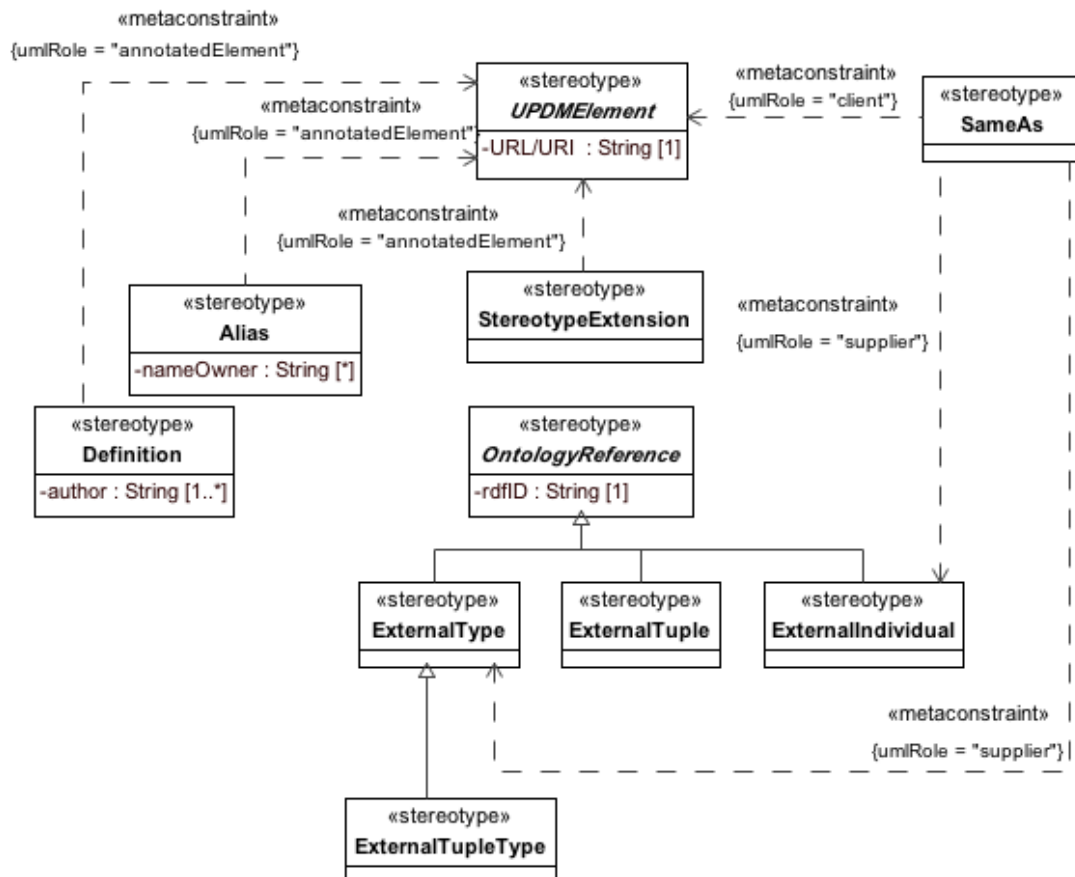 «metaconstraint»
{umlRole = "annotatedElement"}
«metaconstraint»
{umlRole = "annotatedElement"}
«stereotype»
UPDMElement
-URL/URI : String [1]
«metaconstraint»
{umlRole = "client"}
«stereotype»
SameAs
«metaconstraint»
{umlRole = "annotatedElement"}
«stereotype»
Alias
-nameOwner : String [*]
«stereotype»
StereotypeExtension
«metaconstraint»
{umlRole = "supplier"}
«stereotype»
Definition
-author : String [1..*]
«stereotype»
OntologyReference
-rdfID : String [1]
«stereotype»
ExternalType
«stereotype»
ExternalTuple
«stereotype»
ExternalIndividual
«metaconstraint»
{umlRole = "supplier"}
«stereotype»
ExternalTupleType